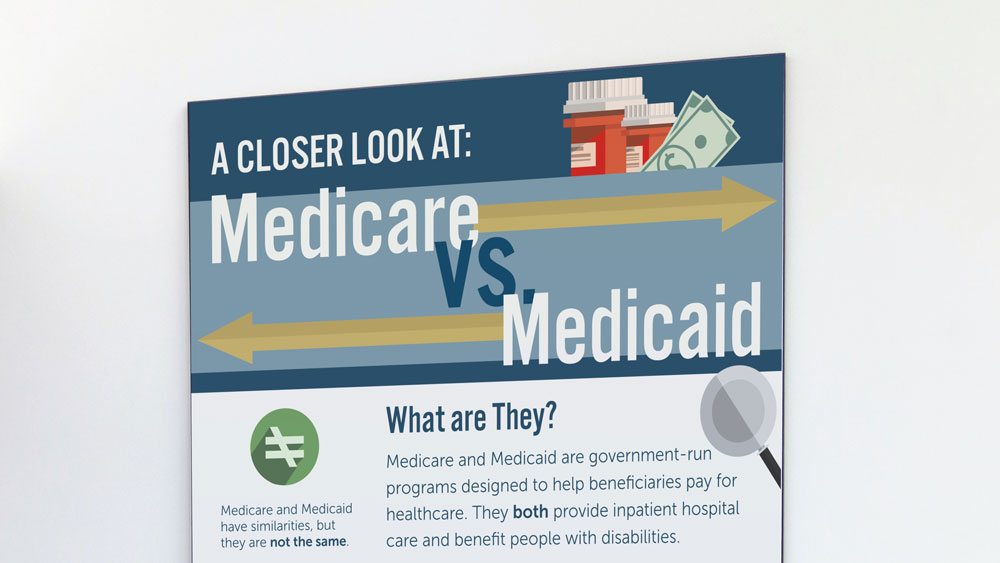 A CLOSER LOOK AT:
Medicare
VS.
Medicaid
What are They?
Medicare and Medicaid are government-run
programs designed to help beneficiaries pay for
healthcare. They both provide inpatient hospital
care and benefit people with disabilities.
Medicare and Medicaid
have similarities, but
they are not the same.